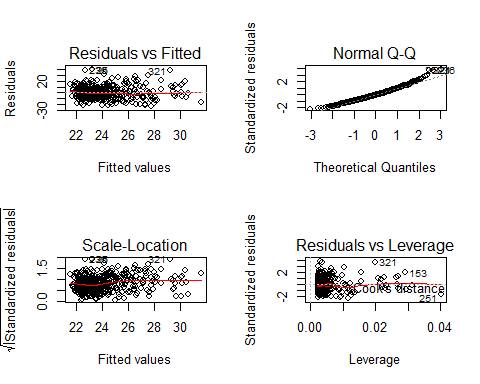 Residuals vs Fitted
Residuals
20
-30
321
22 24 26 28 30
Fitted values
Normal Q-Q
Standardized residuals
2
-2
-3 -2 -1 0 1 2 3
Theoretical Quantiles
Scale-Location
√|Standardized residuals|
1.5
0.0
321
22 24 26 28 30
Fitted values
Residuals vs Leverage
Standardized residuals
2
-2
321
153
Cook's distance
251
0.00 0.02 0.04
Leverage